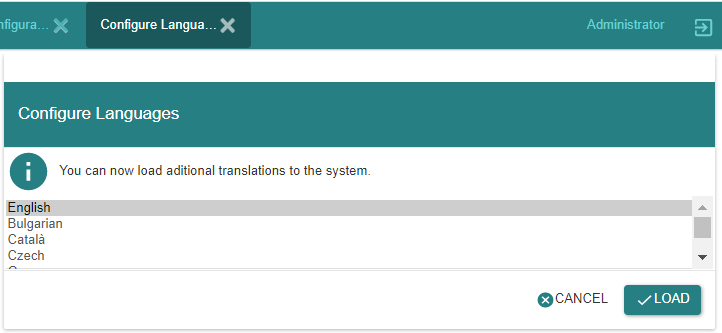 nfigura...
Configure Langua...
Administrator
Configure Languages
You can now load aditional translations to the system.
English
Bulgarian
Català
Czech
CANCEL
LOAD